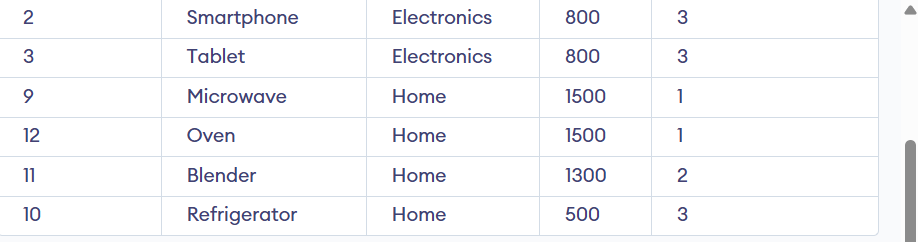 2 Smartphone Electronics 800 3
3 Tablet Electronics 800 3
9 Microwave Home 1500 1
12 Oven Home 1500 1
11 Blender Home 1300 2
10 Refrigerator Home 500 3